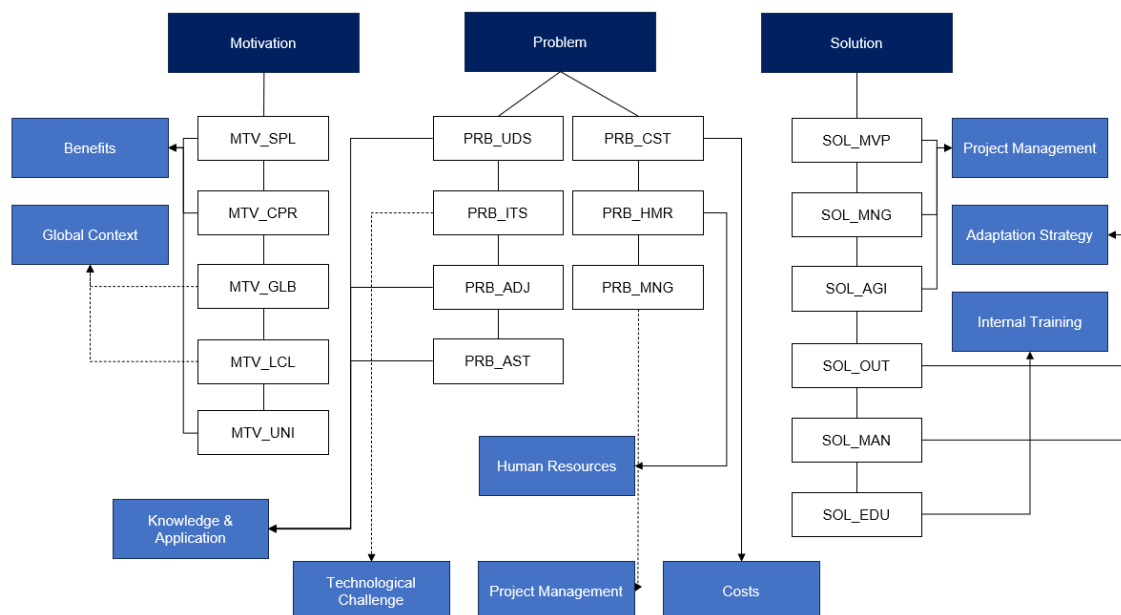 Motivation
Problem
Solution
Benefits
MTV_SPL
PRB_UDS
PRB_CST
SOL_MVP
Project Management
MTV_CPR
PRB_ITS
PRB_HMR
SOL_MNG
Global Context
Adaptation Strategy
MTV_GLB
PRB_ADJ
PRB_MNG
SOL_AGI
Internal Training
MTV_LCL
PRB_AST
SOL_OUT
MTV_UNI
SOL_MAN
Human Resources
SOL_EDU
Knowledge &
Application
Technological
Challenge
Project Management
Costs